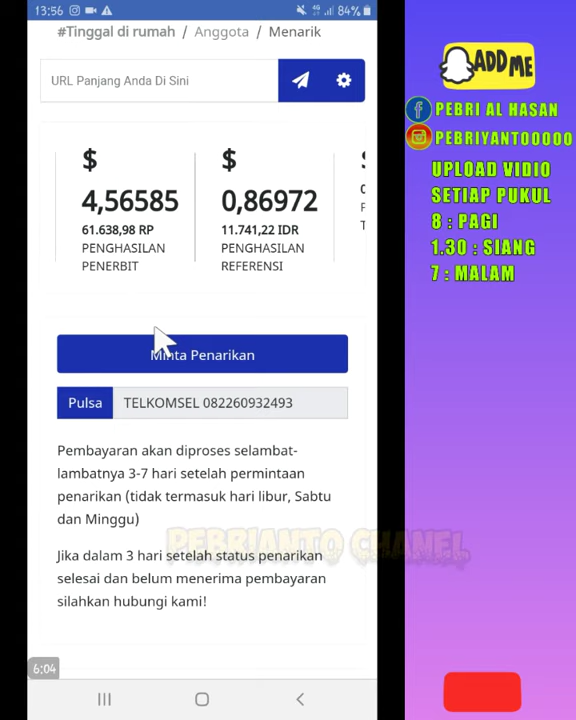 13:56
4G
84%
#Tinggal di rumah / Anggota / Menarik
URL Panjang Anda Di Sini
$
4,56585
61.638,98 RP
PENGHASILAN
PENERBIT
$
0,86972
11.741,22 IDR
PENGHASILAN
REFERENSI
Minta Penarikan
Pulsa TELKOMSEL 082260932493
Pembayaran akan diproses selambat-
lambatnya 3-7 hari setelah permintaan
penarikan (tidak termasuk hari libur, Sabtu
dan Minggu)
PEBRIANTO CHANEL
Jika dalam 3 hari setelah status penarikan
selesai dan belum menerima pembayaran
silahkan hubungi kami!
6:04
ADD ME
PEBRI AL HASAN
PEBRIYANTO0000
UPLOAD VIDIO
SETIAP PUKUL
8 : PAGI
1.30 : SIANG
7 : MALAM